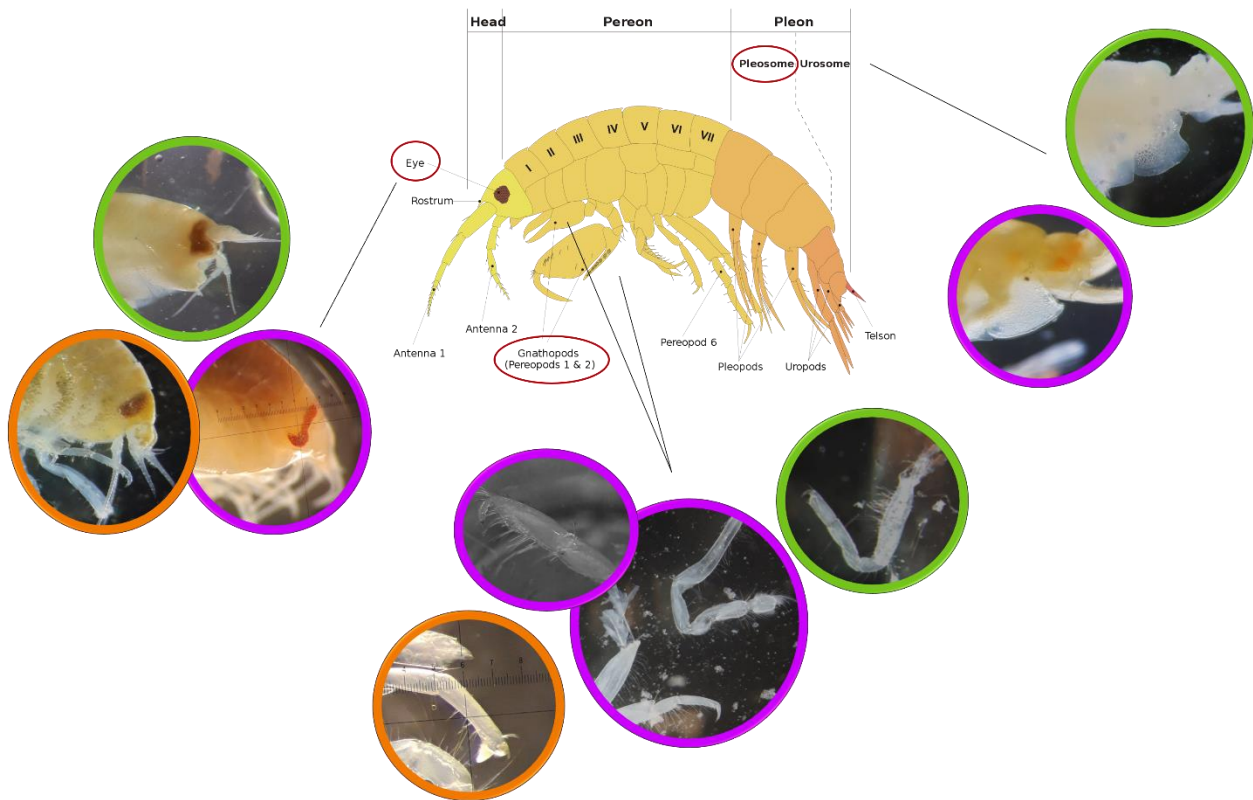 Head
Pereon
Pleon
Pleosome
Urosome
I
II
III
IV
V
VI
VII
Eye
Rostrum
Antenna 1
Antenna 2
Gnathopods
(Pereopods 1 & 2)
Pereopod 6
Pleopods
Uropods
Telson